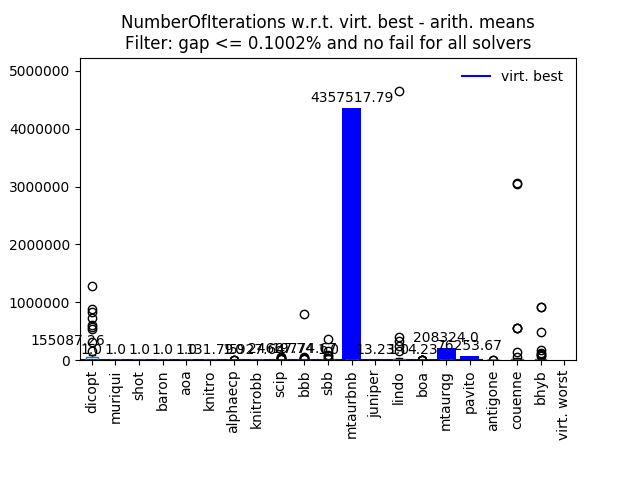 NumberOfIterations w.r.t. virt. best - arith. means
Filter: gap <= 0.1002% and no fail for all solvers
virt. best
5000000
4000000
3000000
2000000
1000000
0
4357517.79
155087.26
1.0
1.0
1.0
1.0
1.0
131.75
13.23
208324.0
76253.67
dicopt
muriqui
shot
baron
aoa
knitro
alphaecp
knitrobb
scip
bbb
sbb
mtaurbnb
juniper
lindo
boa
mtaurqg
pavito
antigone
couenne
bhyb
virt. worst